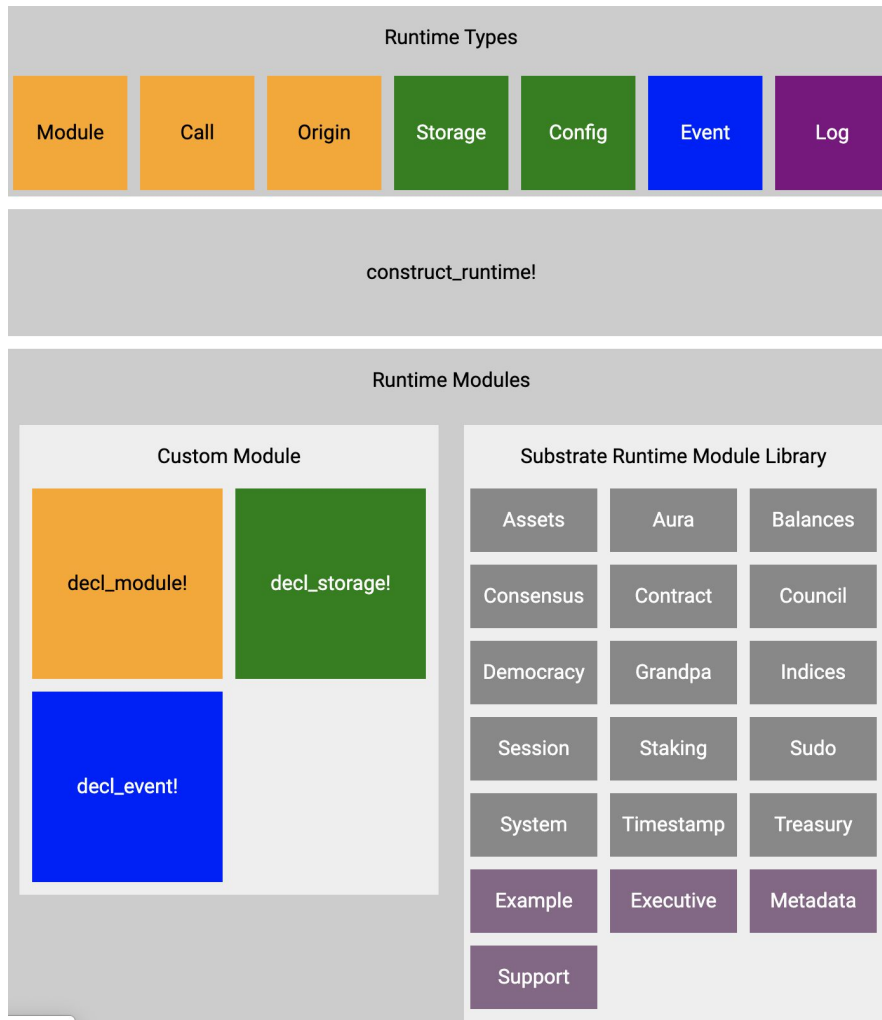 Runtime Types
Module Call Origin Storage Config Event Log
construct_runtime!
Runtime Modules
Custom Module
decl_module! decl_storage!
decl_event!
Substrate Runtime Module Library
Assets Aura Balances
Consensus Contract Council
Democracy Grandpa Indices
Session Staking Sudo
System Timestamp Treasury
Example Executive Metadata
Support